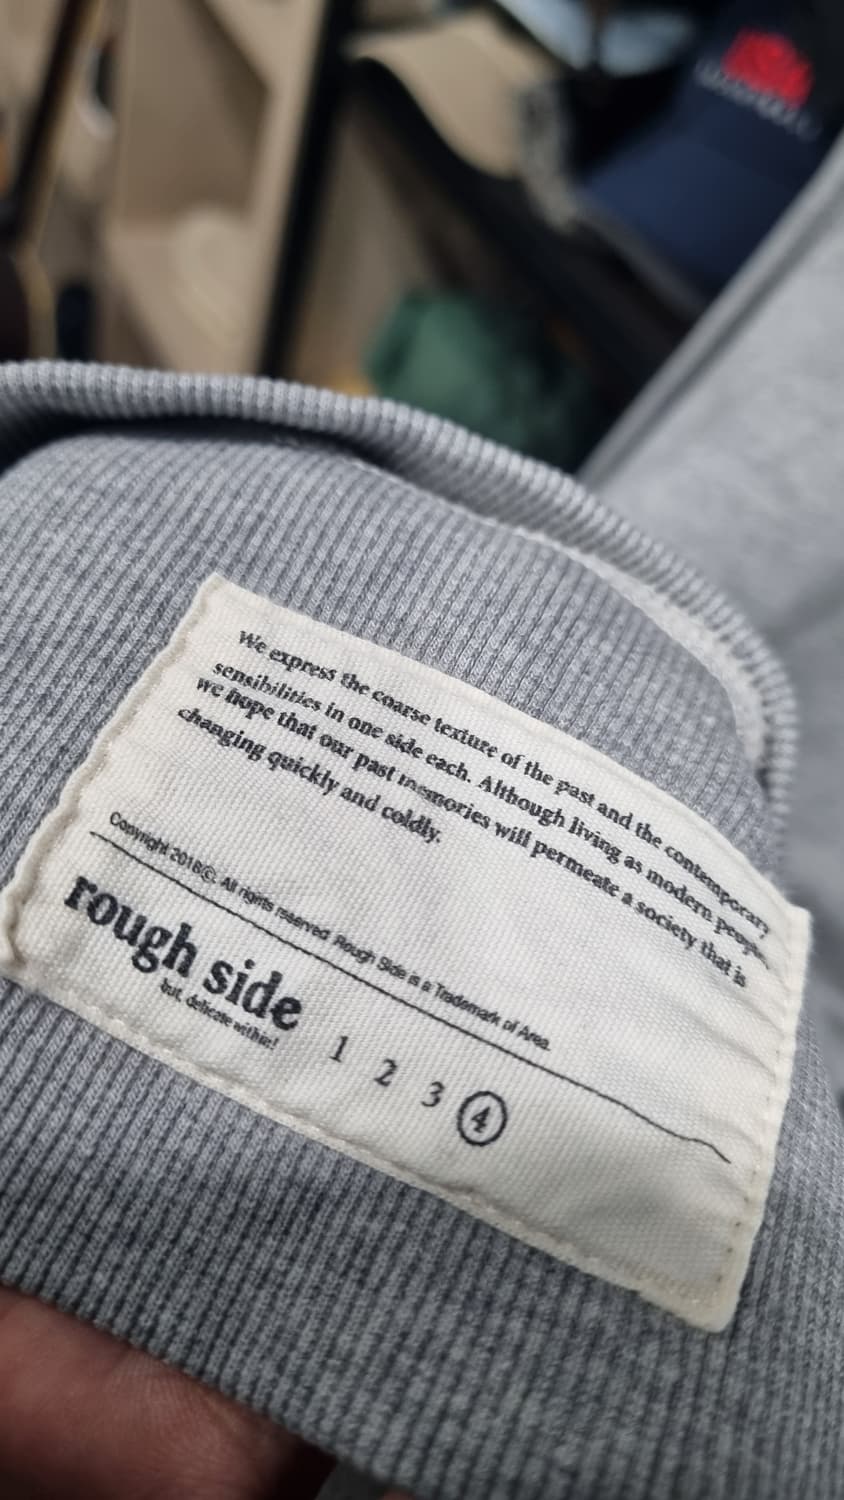 We express the coarse texture of the past and the contemporary
sensibilities in one side each. Although living as modern people,
we hope that our past memories will permeate a society that is
changing quickly and coldly.
Copyright 2018©. All rights reserved Rough Side is a Trademark of Area.
rough side
but, delicate within!
1 2 3 4